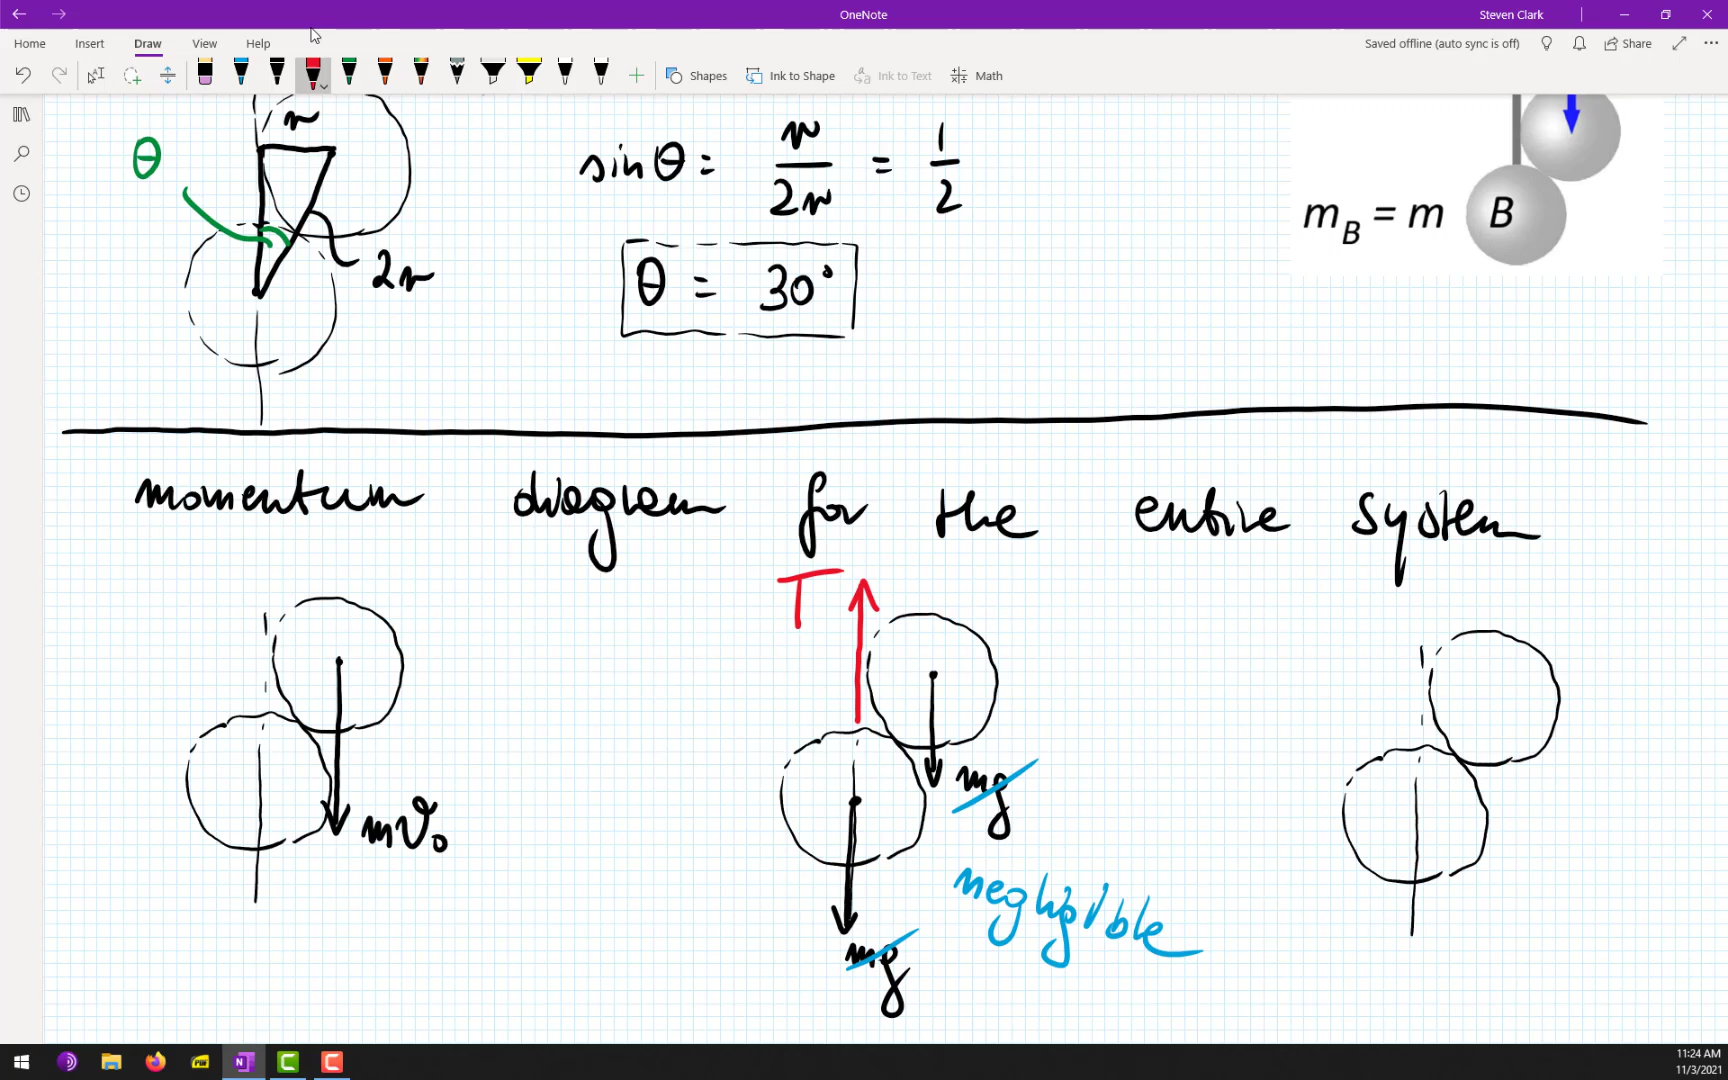 OneNote
Steven Clark
Home Insert Draw View Help
Saved offline (auto sync is off)
Share
Shapes
Ink to Shape
Ink to Text
Math
r
θ
2r
sin θ = r/2r = 1/2
θ = 30°
m_B = m
B
momentum diagram for the entire system
T
mv₀
mg
mg
negligible
11:24 AM
11/3/2021